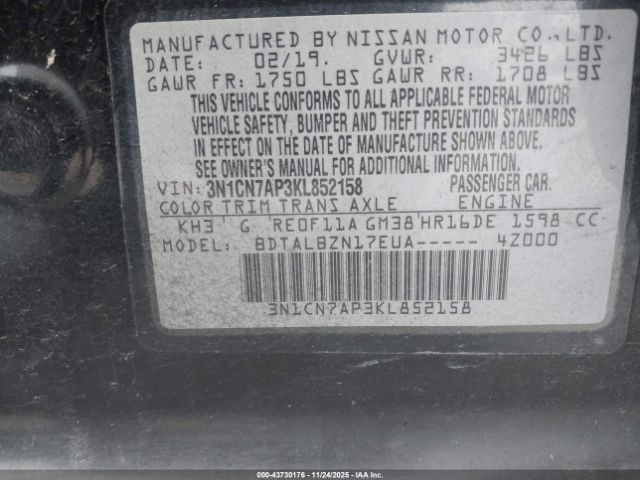 MANUFACTURED BY NISSAN MOTOR CO.,LTD.
DATE: 02/19. GVWR: 3426 LBS
GAWR FR: 1750 LBS GAWR RR: 1708 LBS
THIS VEHICLE CONFORMS TO ALL APPLICABLE FEDERAL MOTOR
VEHICLE SAFETY, BUMPER AND THEFT PREVENTION STANDARDS
IN EFFECT ON THE DATE OF MANUFACTURE SHOWN ABOVE.
SEE OWNER'S MANUAL FOR ADDITIONAL INFORMATION.
VIN: 3N1CN7AP3KL852158 PASSENGER CAR.
COLOR TRIM TRANS AXLE ENGINE
KH3 G RE0F11A GM38 HR16DE 1598 CC
MODEL: BDTALBZN17EUA----- 4Z000
3N1CN7AP3KL852158
000-43730176 - 11/24/2025 - IAAI Inc.